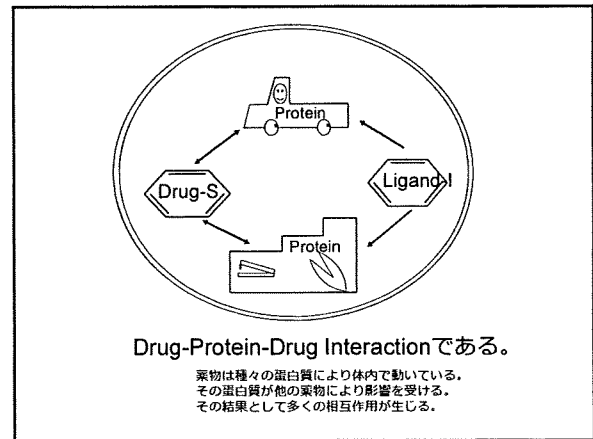 Protein
Drug-S
Ligand-I
Protein
Drug-Protein-Drug Interactionである。
薬物は種々の蛋白質により体内で動いている。
その蛋白質が他の薬物により影響を受ける。
その結果として多くの相互作用が生じる。